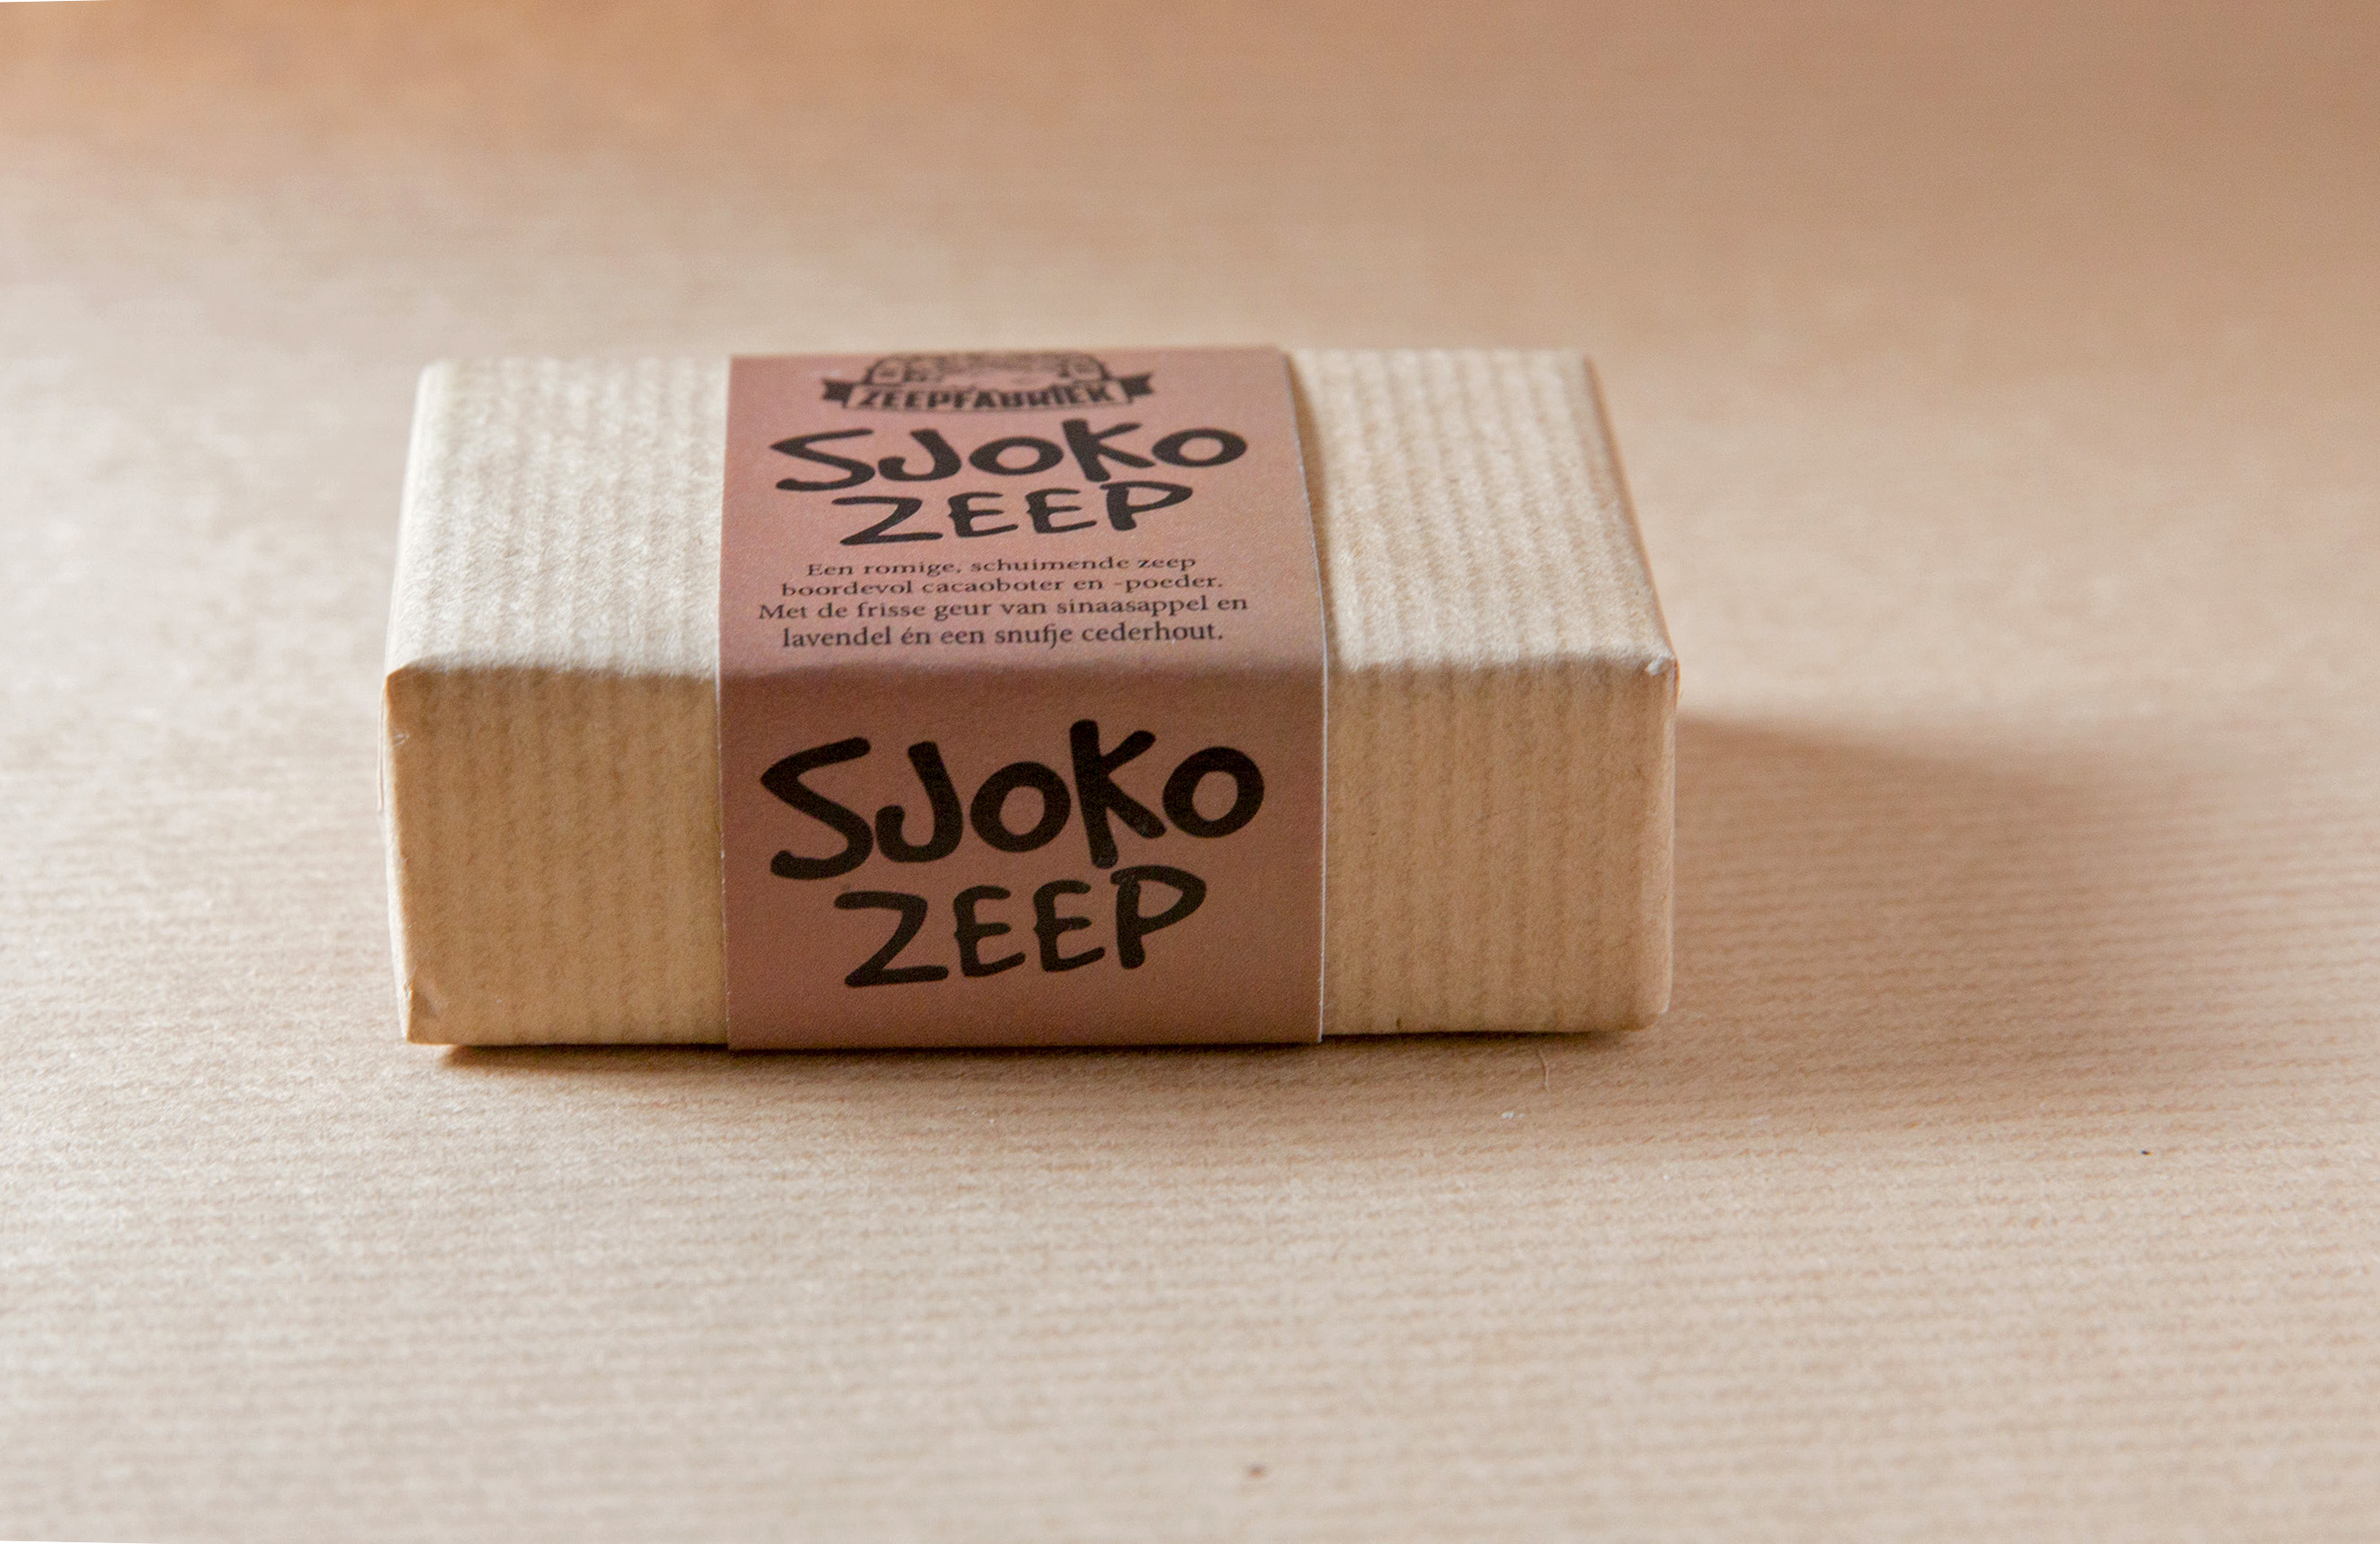 ZEEPFABRIEK
SJOKO
ZEEP
Een romige, schuimende zeep
boordevol cacaoboter en -poeder.
Met de frisse geur van sinaasappel en
lavendel én een snufje cederhout.
SJOKO
ZEEP